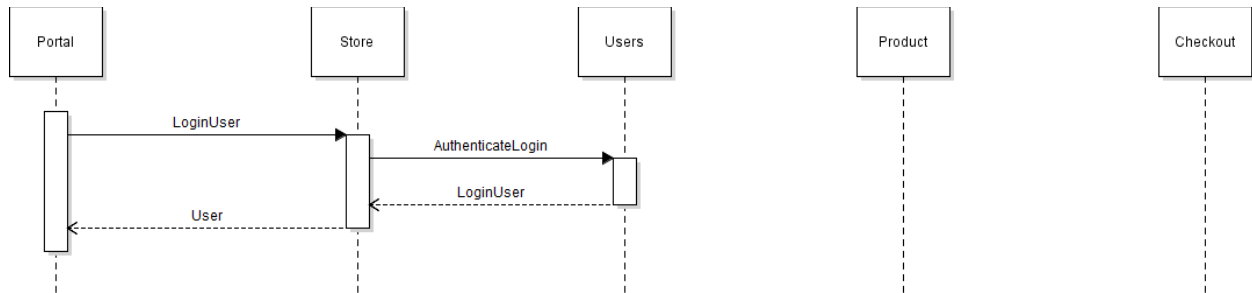 Portal
Store
Users
Product
Checkout
LoginUser
AuthenticateLogin
LoginUser
User